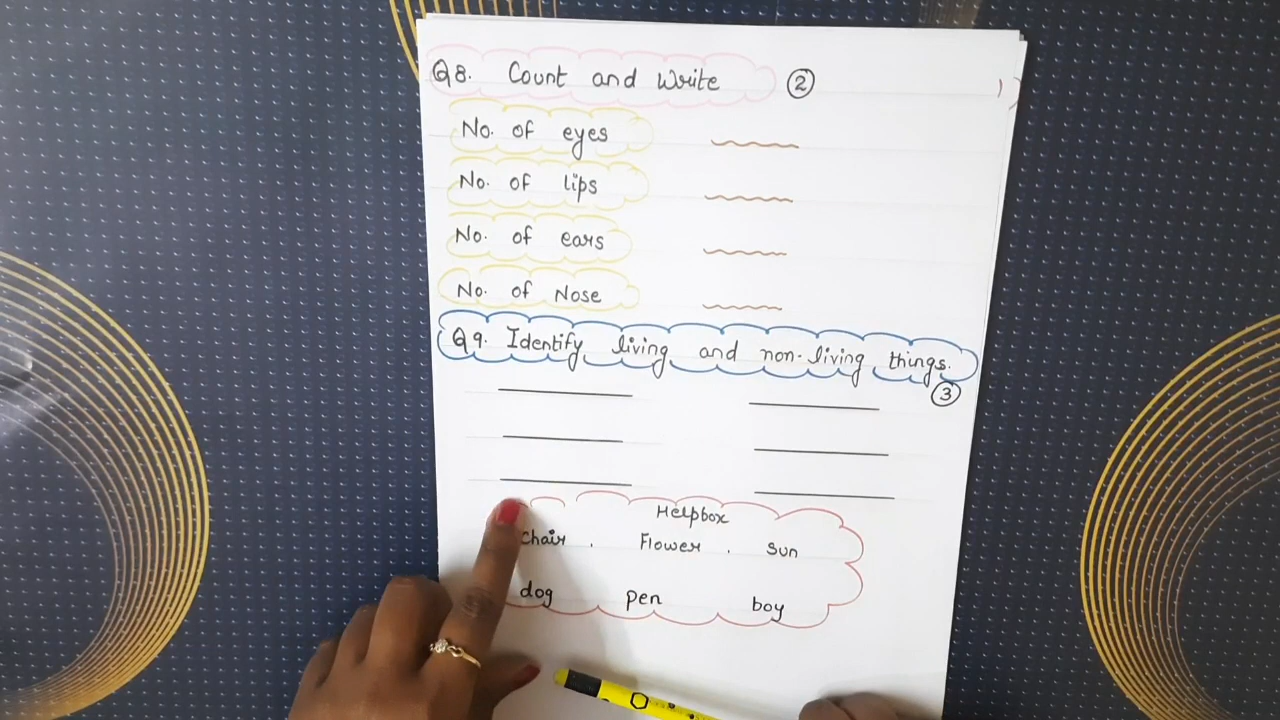 Q8. Count and Write 2
No. of eyes
No. of lips
No. of ears
No. of Nose
Q9. Identify living and non-living things.
3
Helpbox
Chair , Flower , Sun
dog pen boy